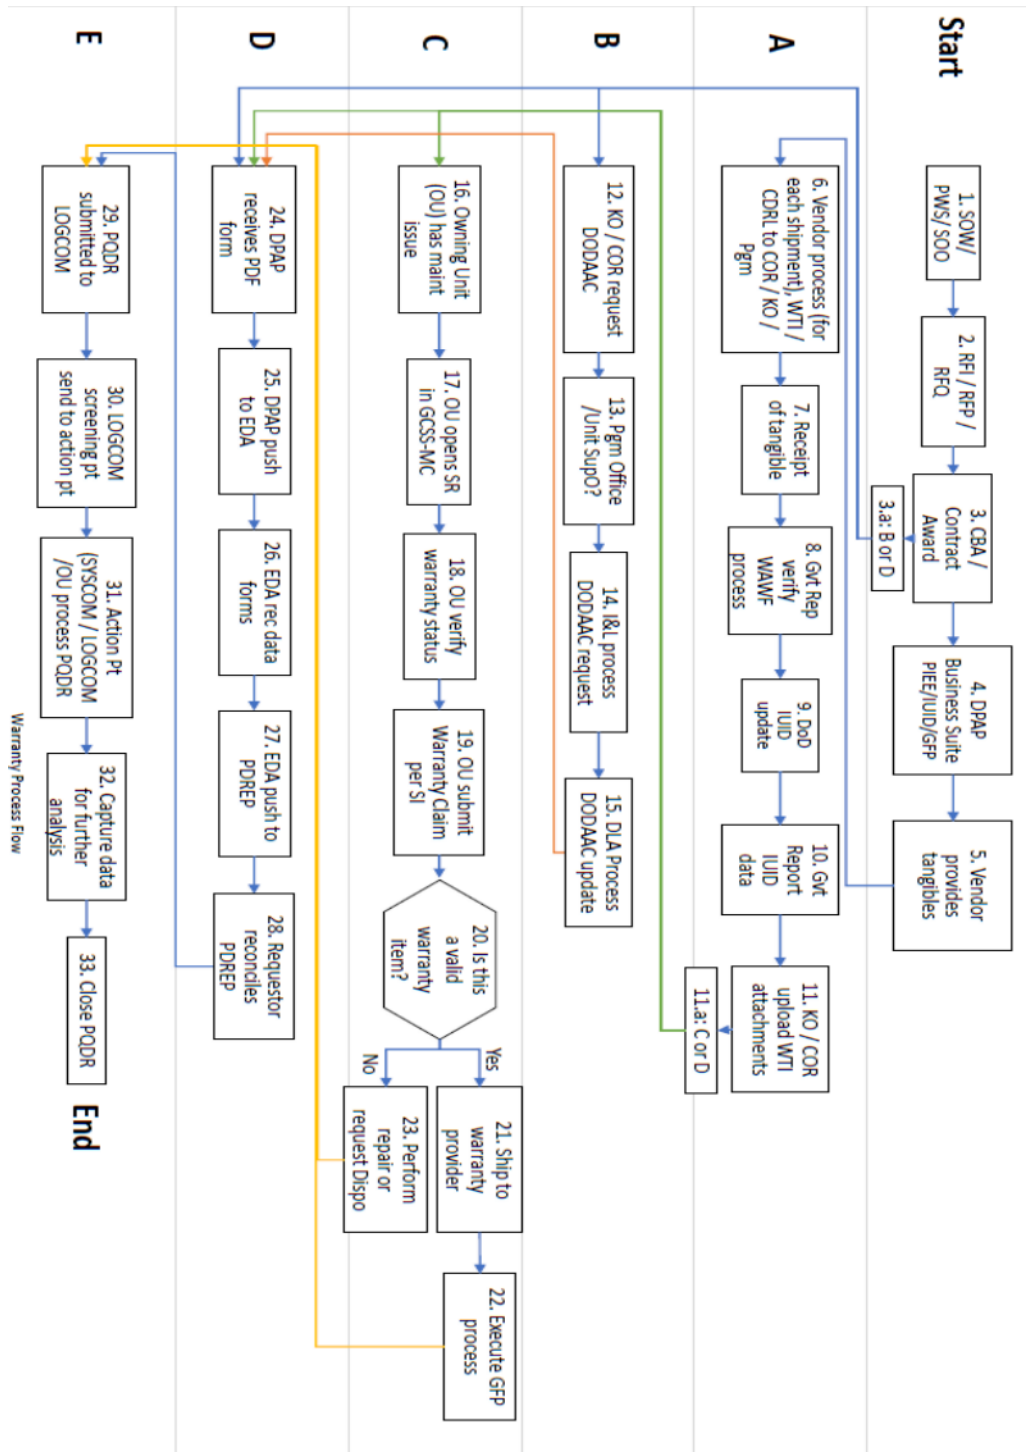 Start
1. SOW/
PWS/ SOO
2. RFI / RFP /
RFQ
3. CBA /
Contract
Award
3.a: B or D
4. DPAP
Business Suite
PIEE/IUID/GFP
5. Vendor
provides
tangibles
A
6. Vendor process (for
each shipment), WTI /
CDRL to COR / KO /
Pgm
7. Receipt
of tangible
8. Gvt Rep
verify
WAWF
process
9. DoD
IUID
update
10. Gvt
Report
IUID
data
11. KO / COR
upload WTI
attachments
11.a: C or D
B
12. KO / COR request
DODAAC
13. Pgm Office
/Unit SupO?
14. I&L process
DODAAC request
15. DLA Process
DODAAC update
C
16. Owning Unit
(OU) has maint
issue
17. OU opens SR
in GCSS-MC
18. OU verify
warranty status
19. OU submit
Warranty Claim
per SI
20. Is this
a valid
warranty
item?
Yes
No
21. Ship to
warranty
provider
22. Execute GFP
process
23. Perform
repair or
request Dispo
D
24. DPAP
receives PDF
form
25. DPAP push
to EDA
26. EDA rec data
forms
27. EDA push to
PDREP
28. Requestor
reconciles
PDREP
E
29. PQDR
submitted to
LOGCOM
30. LOGCOM
screening pt
send to action pt
31. Action Pt
(SYSCOM / LOGCOM
/OU process PQDR
32. Capture data
for further
analysis
33. Close PQDR
End
Warranty Process Flow